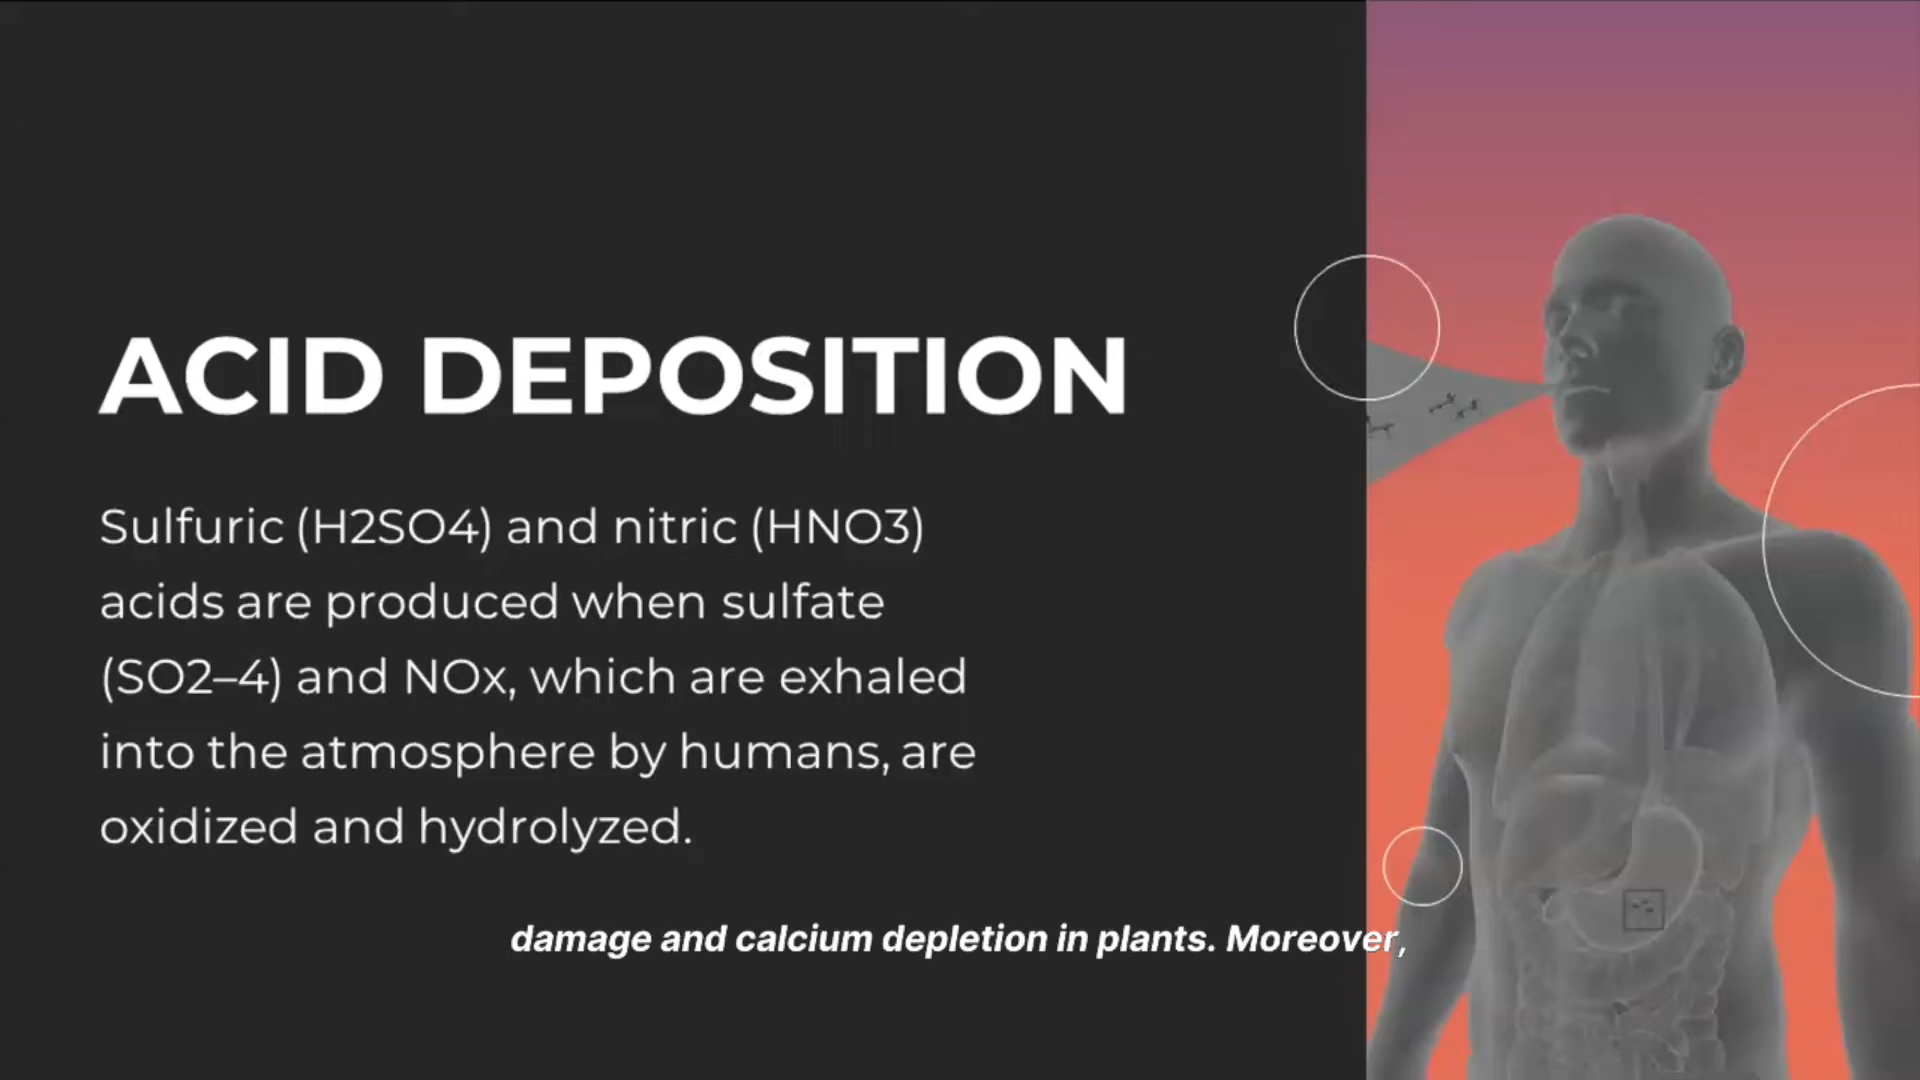 ACID DEPOSITION
Sulfuric (H2SO4) and nitric (HNO3)
acids are produced when sulfate
(SO2–4) and NOx, which are exhaled
into the atmosphere by humans, are
oxidized and hydrolyzed.
damage and calcium depletion in plants. Moreover,